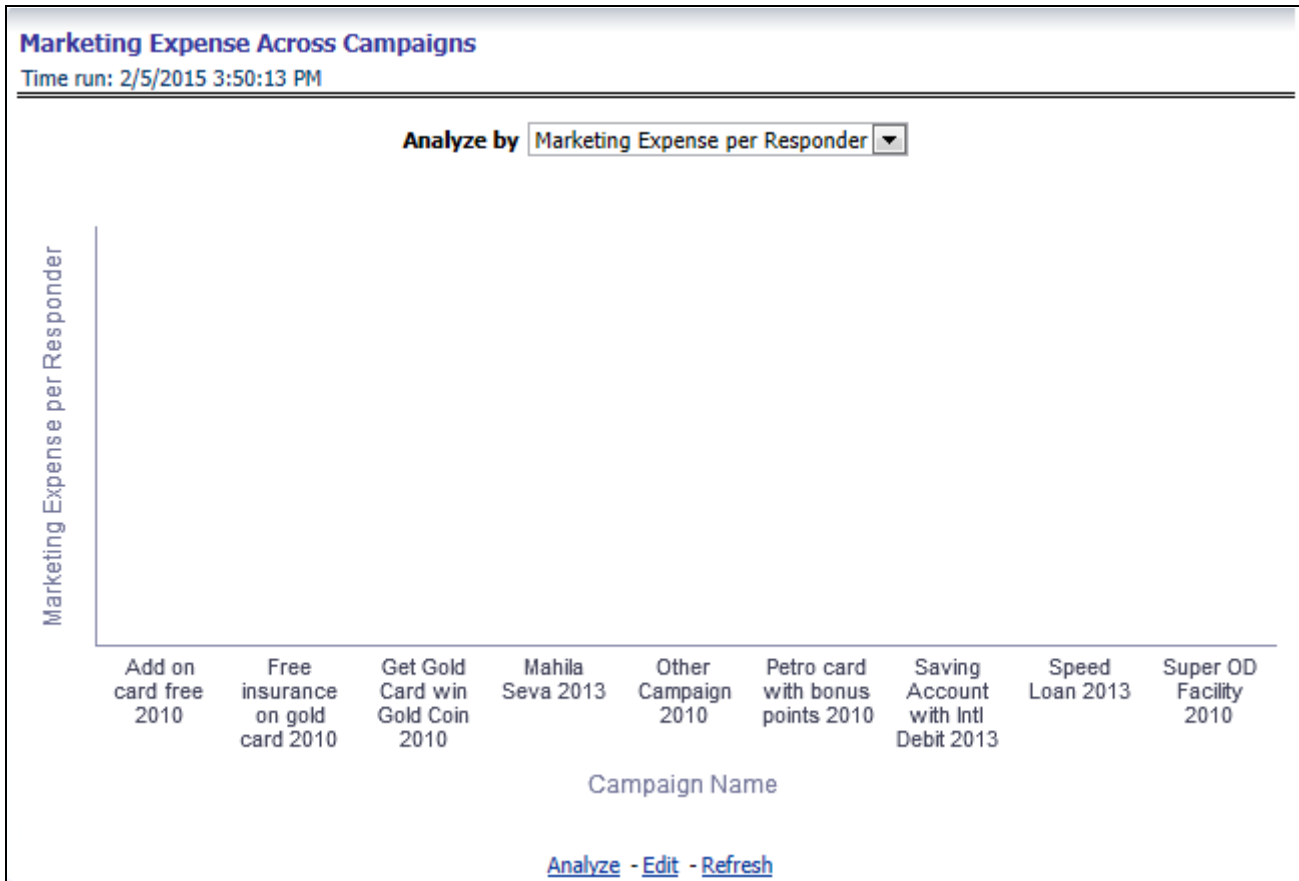 Marketing Expense Across Campaigns
Time run: 2/5/2015 3:50:13 PM
Analyze by Marketing Expense per Responder
Marketing Expense per Responder
Add on
card free
2010
Free
insurance
on gold
card 2010
Get Gold
Card win
Gold Coin
2010
Mahila
Seva 2013
Other
Campaign
2010
Petro card
with bonus
points 2010
Saving
Account
with Intl
Debit 2013
Speed
Loan 2013
Super OD
Facility
2010
Campaign Name
Analyze - Edit - Refresh